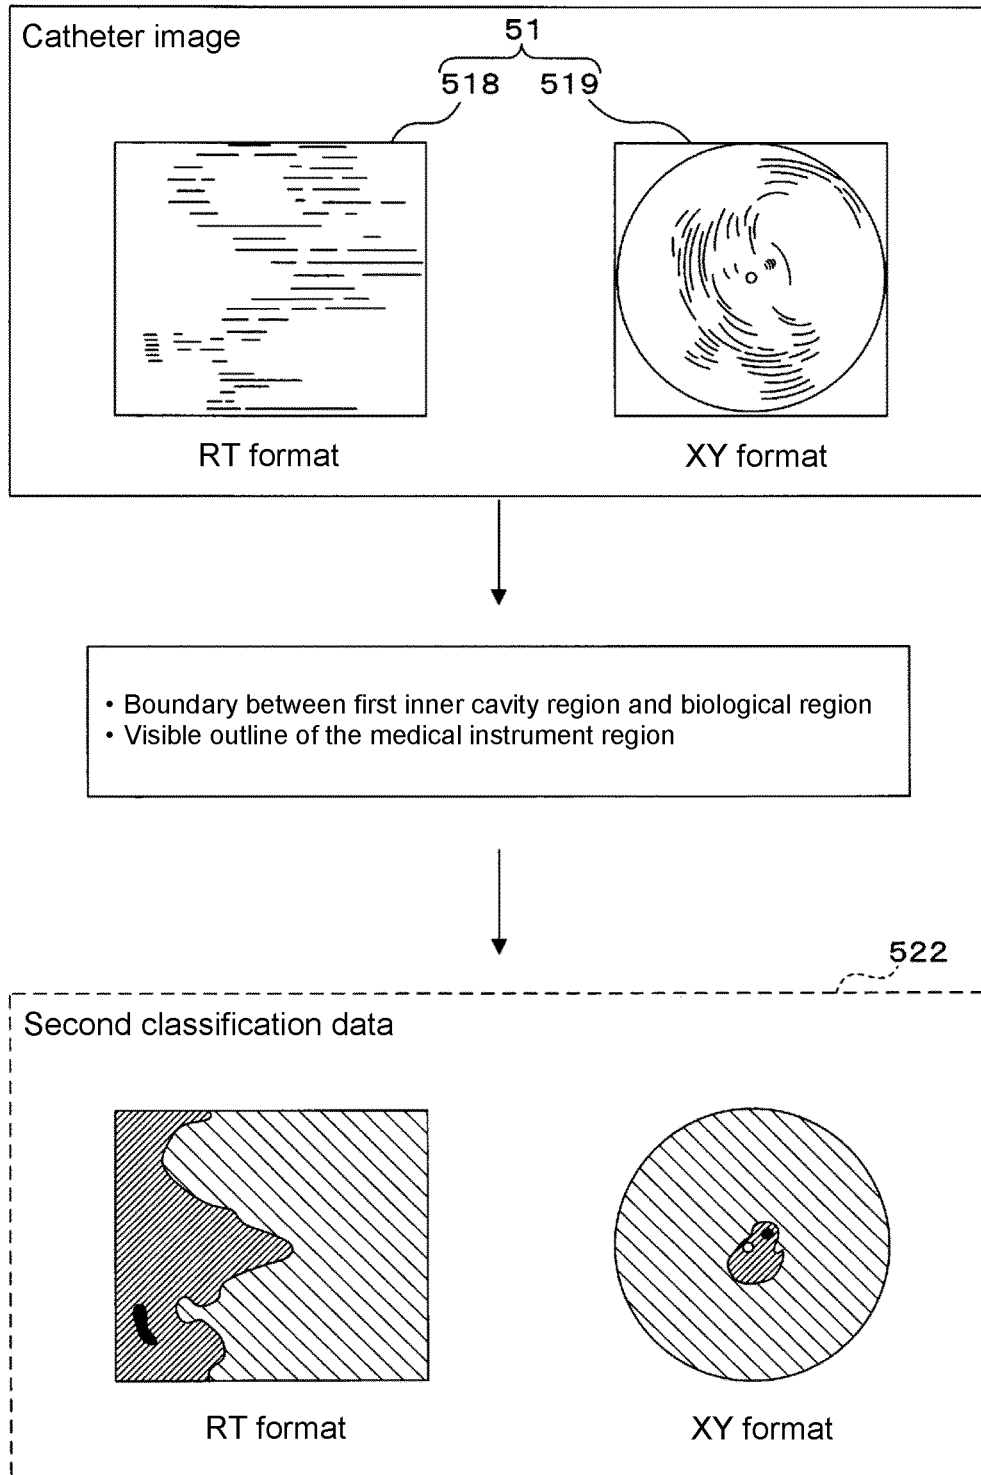 Catheter image
51
518 519
RT format
XY format
• Boundary between first inner cavity region and biological region
• Visible outline of the medical instrument region
522
Second classification data
RT format
XY format